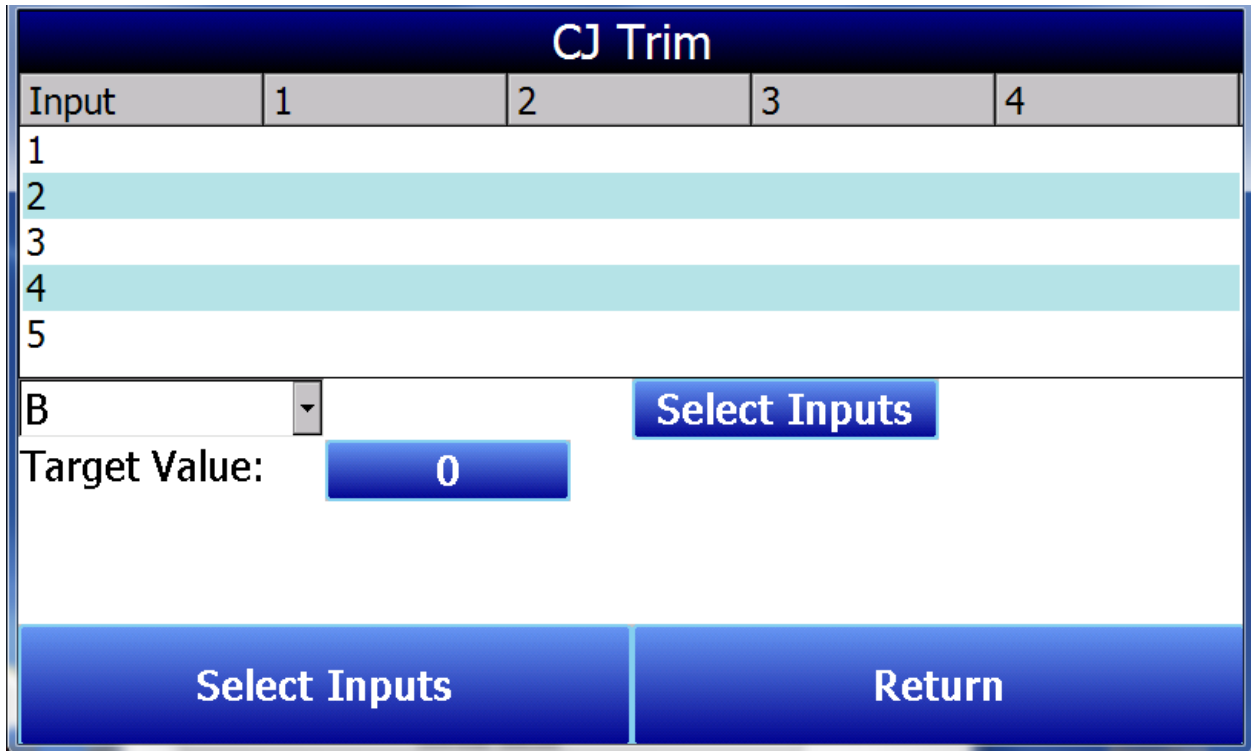 CJ Trim
Input 1 2 3 4
1
2
3
4
5
B Select Inputs
Target Value: 0
Select Inputs Return